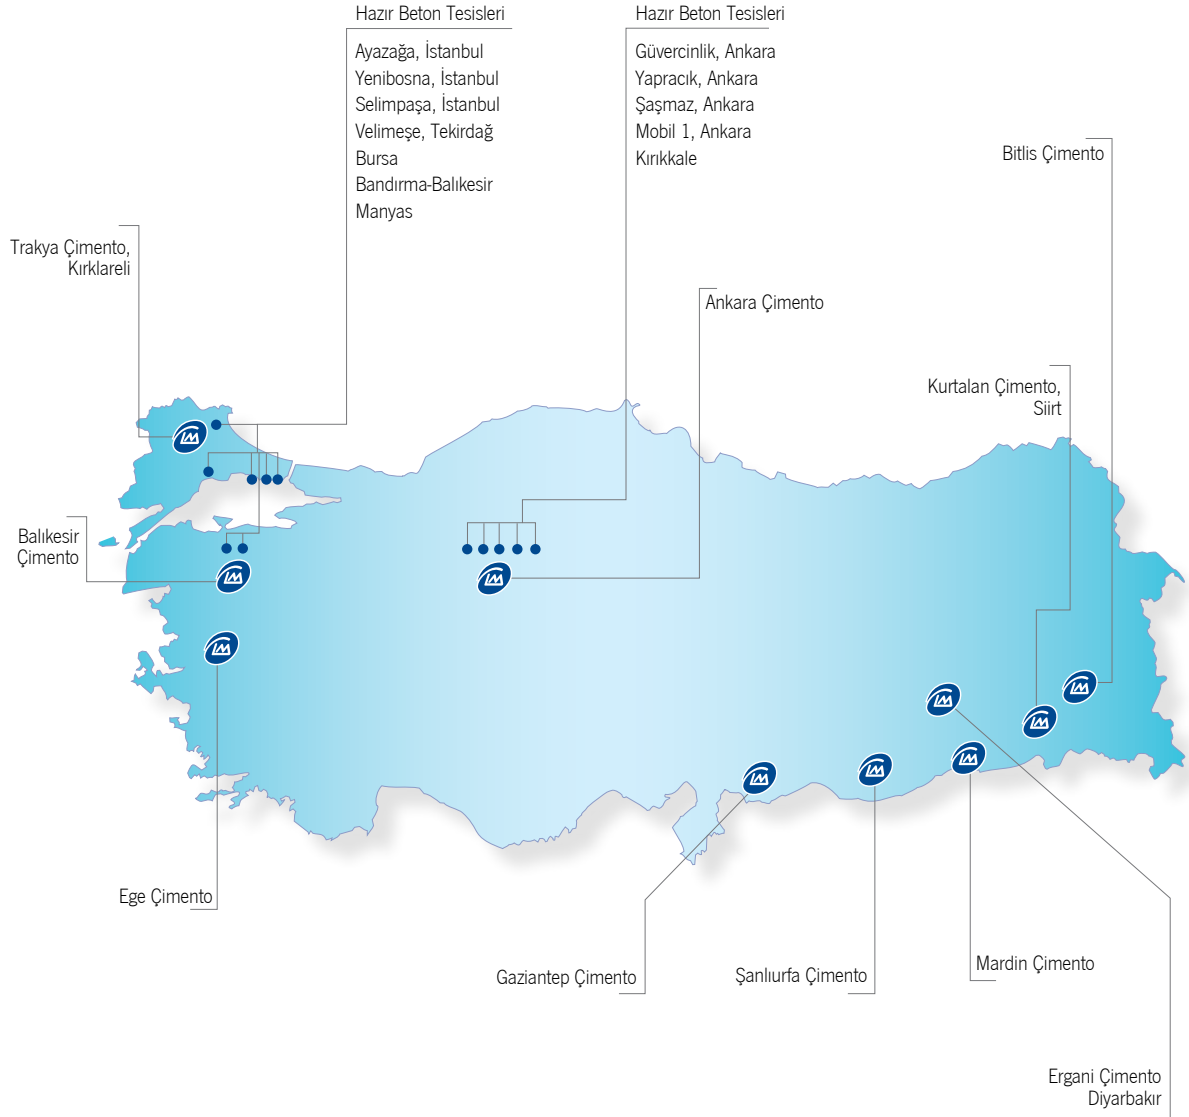 Hazır Beton Tesisleri
Ayazağa, İstanbul
Yenibosna, İstanbul
Selimpaşa, İstanbul
Velimeşe, Tekirdağ
Bursa
Bandırma-Balıkesir
Manyas
Hazır Beton Tesisleri
Güvercinlik, Ankara
Yapracık, Ankara
Şaşmaz, Ankara
Mobil 1, Ankara
Kırıkkale
Bitlis Çimento
Trakya Çimento,
Kırklareli
Ankara Çimento
Kurtalan Çimento,
Siirt
Balıkesir
Çimento
Ege Çimento
Gaziantep Çimento
Şanlıurfa Çimento
Mardin Çimento
Ergani Çimento
Diyarbakır